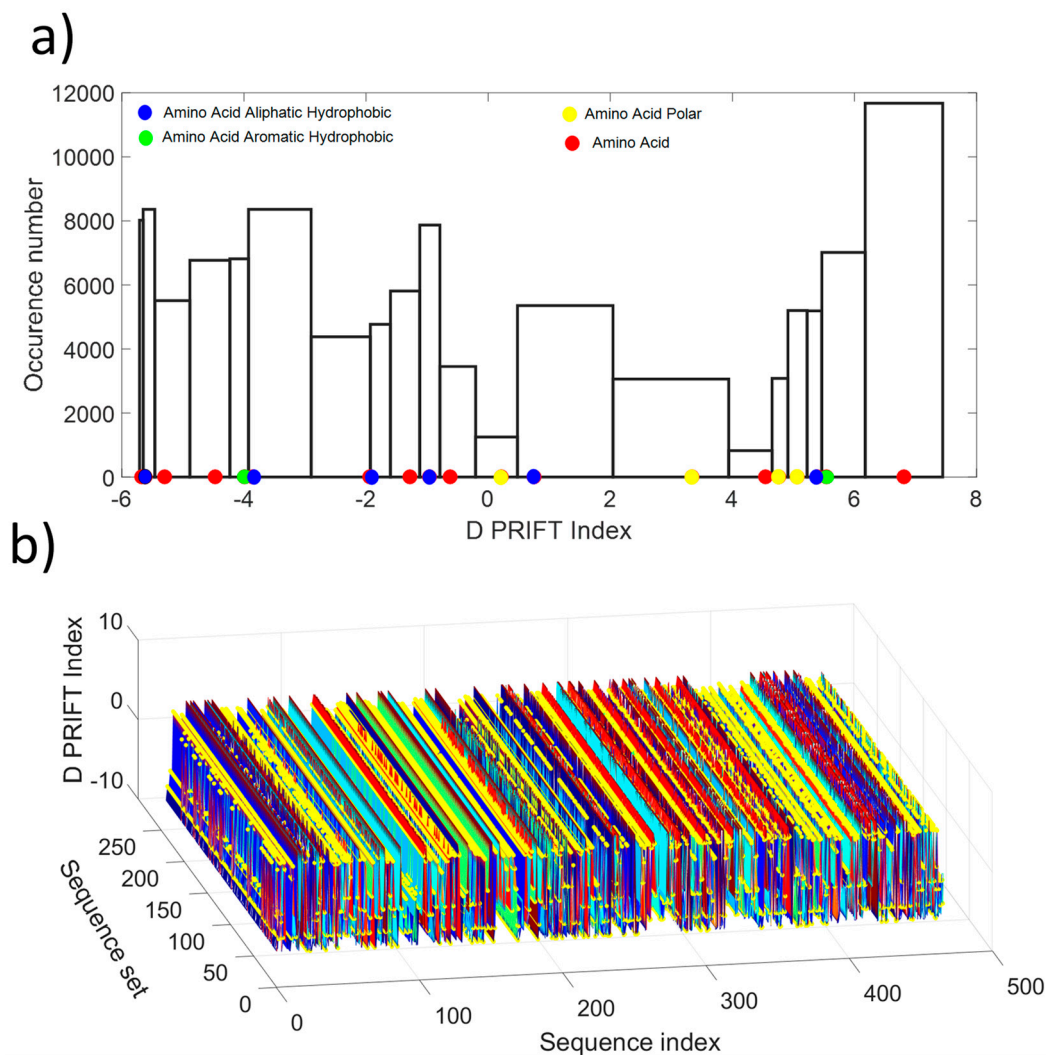 a)
12000
10000
8000
6000
4000
2000
0
Occurence number
Amino Acid Aliphatic Hydrophobic
Amino Acid Polar
Amino Acid Aromatic Hydrophobic
Amino Acid
-6 -4 -2 0 2 4 6 8
D PRIFT Index
b)
10
0
-10
D PRIFT Index
250
200
150
100
50
0
Sequence set
0 100 200 300 400 500
Sequence index